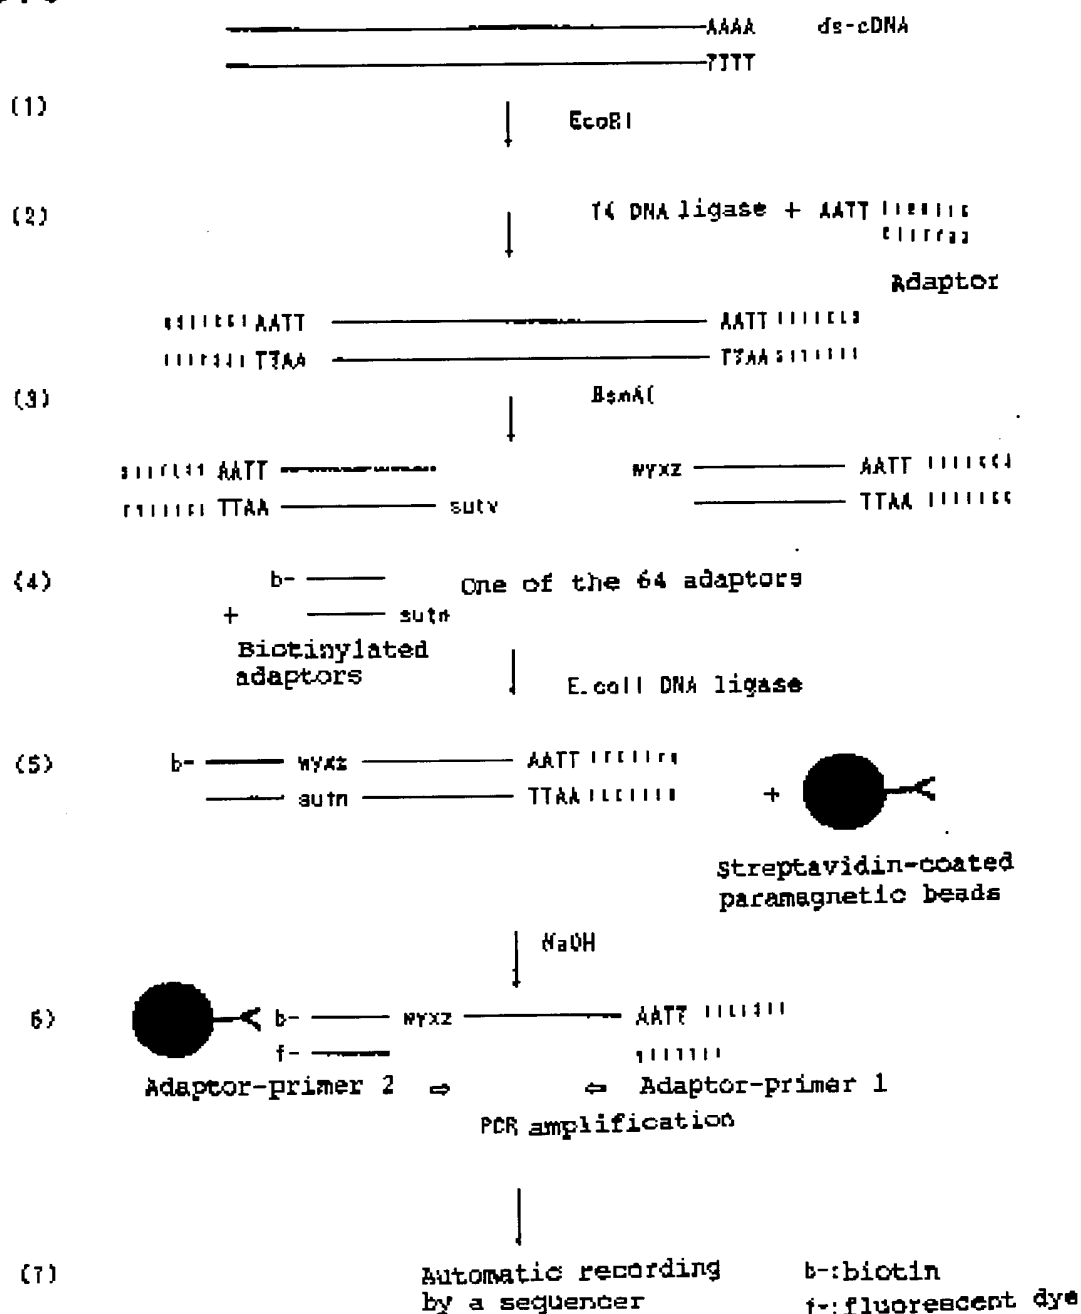 AAAA ds-cDNA
TTTT
(1)
EcoRI
(2)
T4 DNA ligase + AATT
Adaptor
AATT AATT
TTAA TTAA
(3)
BsmAI
AATT wyxz AATT
TTAA sutv TTAA
(4)
b- One of the 64 adaptors
+ sutn
Biotinylated
adaptors
E.coli DNA ligase
(5)
b- wyxz AATT
sutn TTAA +
Streptavidin-coated
paramagnetic beads
NaOH
6)
b- wyxz AATT
f-
Adaptor-primer 2 ⇨ ⇦ Adaptor-primer 1
PCR amplification
(7)
Automatic recording b-:biotin
by a sequencer f-:fluorescent dye